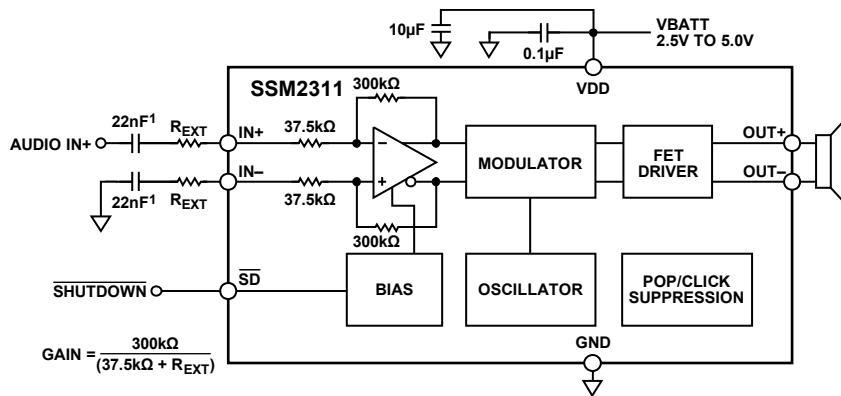 10µF
0.1µF
VBATT
2.5V TO 5.0V
VDD
SSM2311
300kΩ
22nF1
REXT
IN+
37.5kΩ
AUDIO IN+
–
MODULATOR
FET
DRIVER
OUT+
22nF1
REXT
IN–
37.5kΩ
+
OUT–
300kΩ
SHUTDOWN
SD
BIAS
OSCILLATOR
POP/CLICK
SUPPRESSION
GAIN = 300kΩ
(37.5kΩ + REXT)
GND